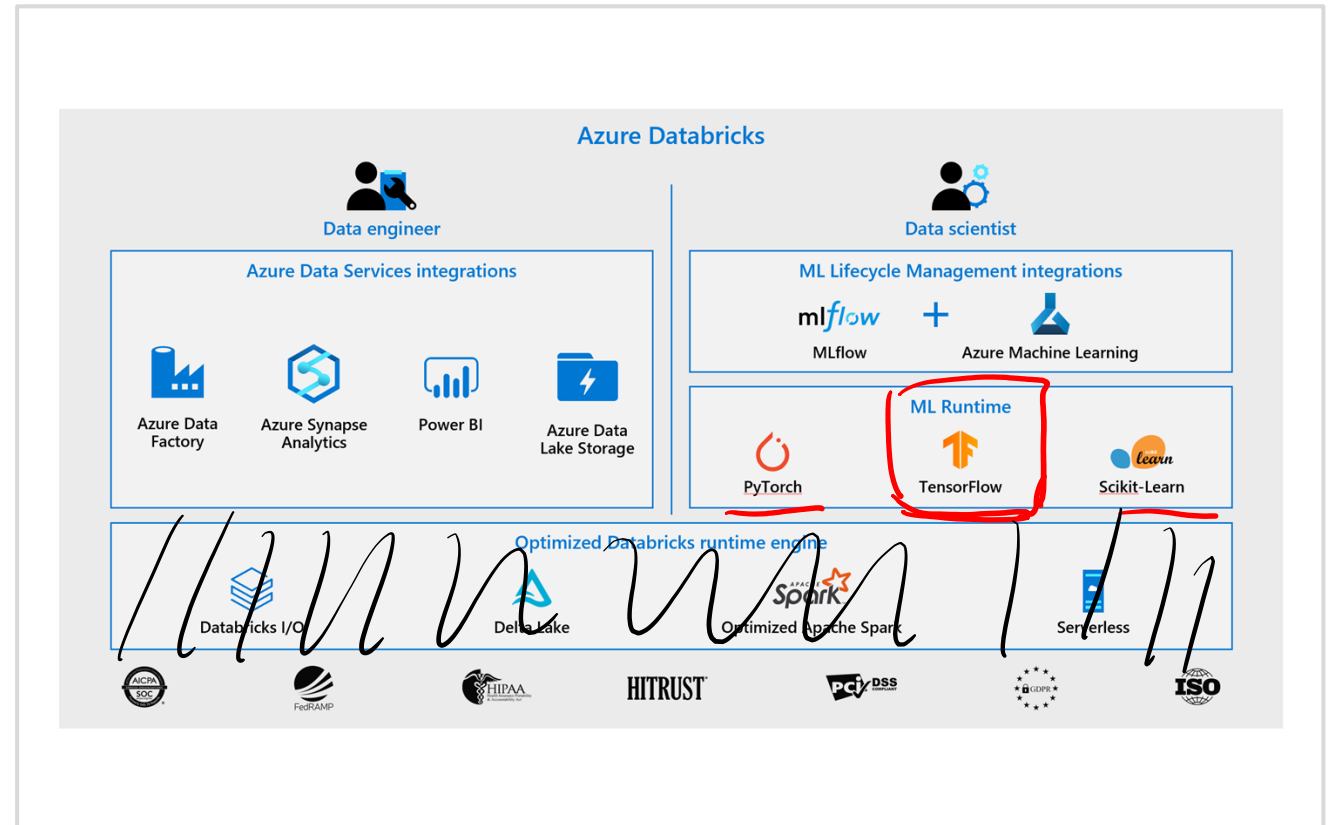 Azure Databricks
Data engineer
Data scientist
Azure Data Services integrations
Azure Data Factory
Azure Synapse Analytics
Power BI
Azure Data Lake Storage
ML Lifecycle Management integrations
mlflow
+
MLflow
Azure Machine Learning
ML Runtime
PyTorch
TensorFlow
learn
Scikit-Learn
Optimized Databricks runtime engine
Databricks I/O
Delta Lake
APACHE
Spark
Optimized Apache Spark
Serverless
AICPA
SOC
FedRAMP
HIPAA
HITRUST
PCI DSS
COMPLIANT
GDPR
ISO